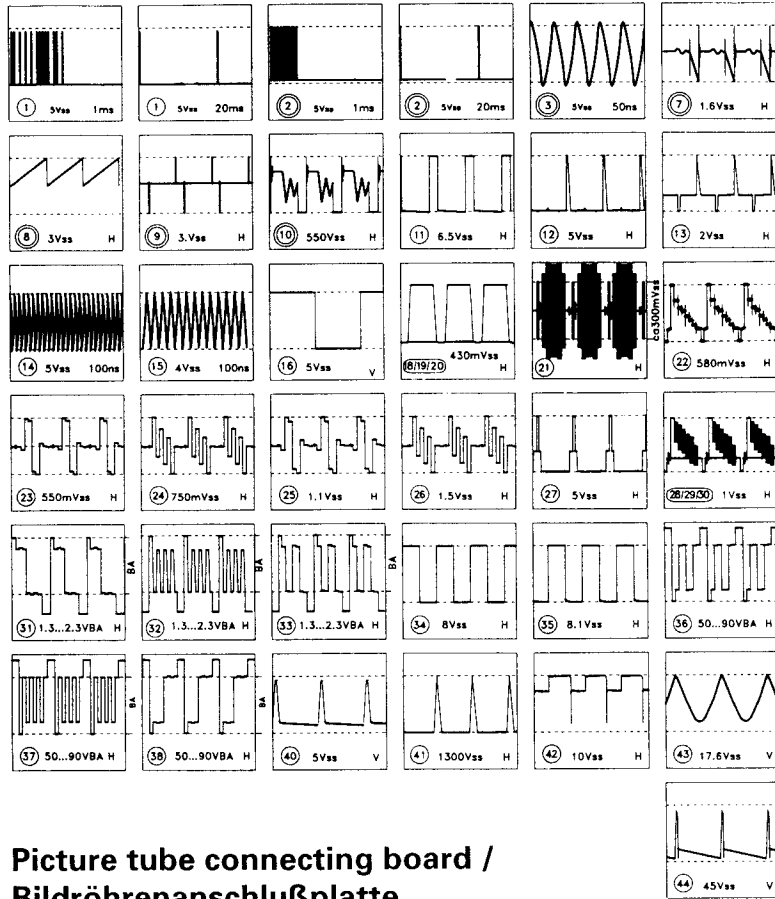 1 5Vss 1ms
1 5Vss 20ms
2 5Vss 1ms
2 5Vss 20ms
3 5Vss 50ns
7 1.6Vss H
8 3Vss H
9 3.Vss H
10 550Vss H
11 6.5Vss H
12 5Vss H
13 2Vss H
14 5Vss 100ns
15 4Vss 100ns
16 5Vss V
18/19/20 430mVss H
21 H
ca300mVss
22 580mVss H
23 550mVss H
24 750mVss H
25 1.1Vss H
26 1.5Vss H
27 5Vss H
28/29/30 1Vss H
31 1.3...2.3VBA H
BA
32 1.3...2.3VBA H
BA
33 1.3...2.3VBA H
BA
34 8Vss H
35 8.1Vss H
36 50...90VBA H
37 50...90VBA H
BA
38 50...90VBA H
BA
40 5Vss V
41 1300Vss H
42 10Vss H
43 17.6Vss V
44 45Vss V
Picture tube connecting board /
Bildröhrenanschlußplatte